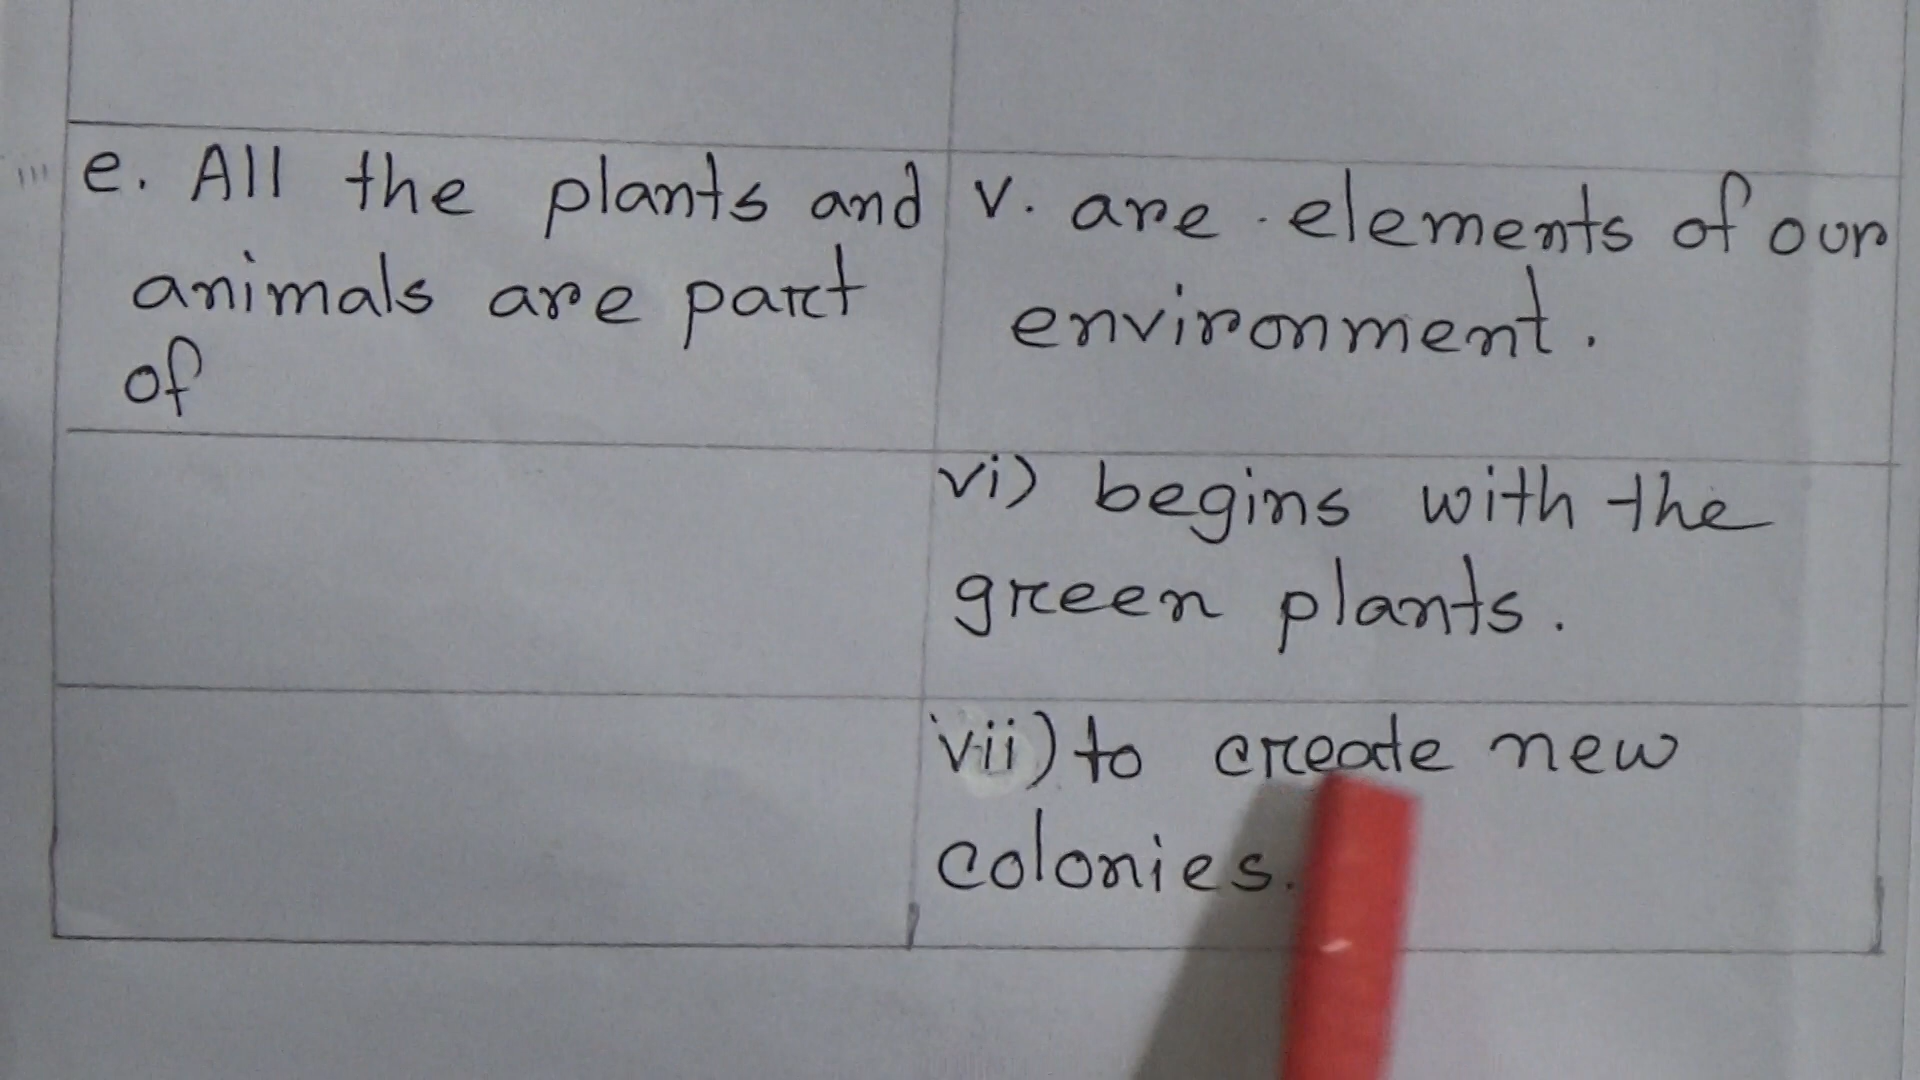 e. All the plants and
animals are part
of
v. are elements of our
environment.
vi) begins with the
green plants.
vii) to create new
colonies.